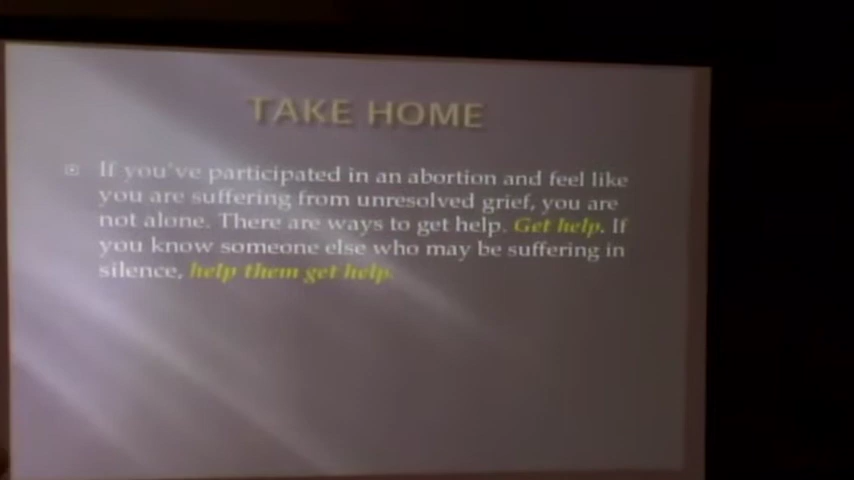 TAKE HOME
If you've participated in an abortion and feel like
you are suffering from unresolved grief, you are
not alone. There are ways to get help. Get help. If
you know someone else who may be suffering in
silence, help them get help.